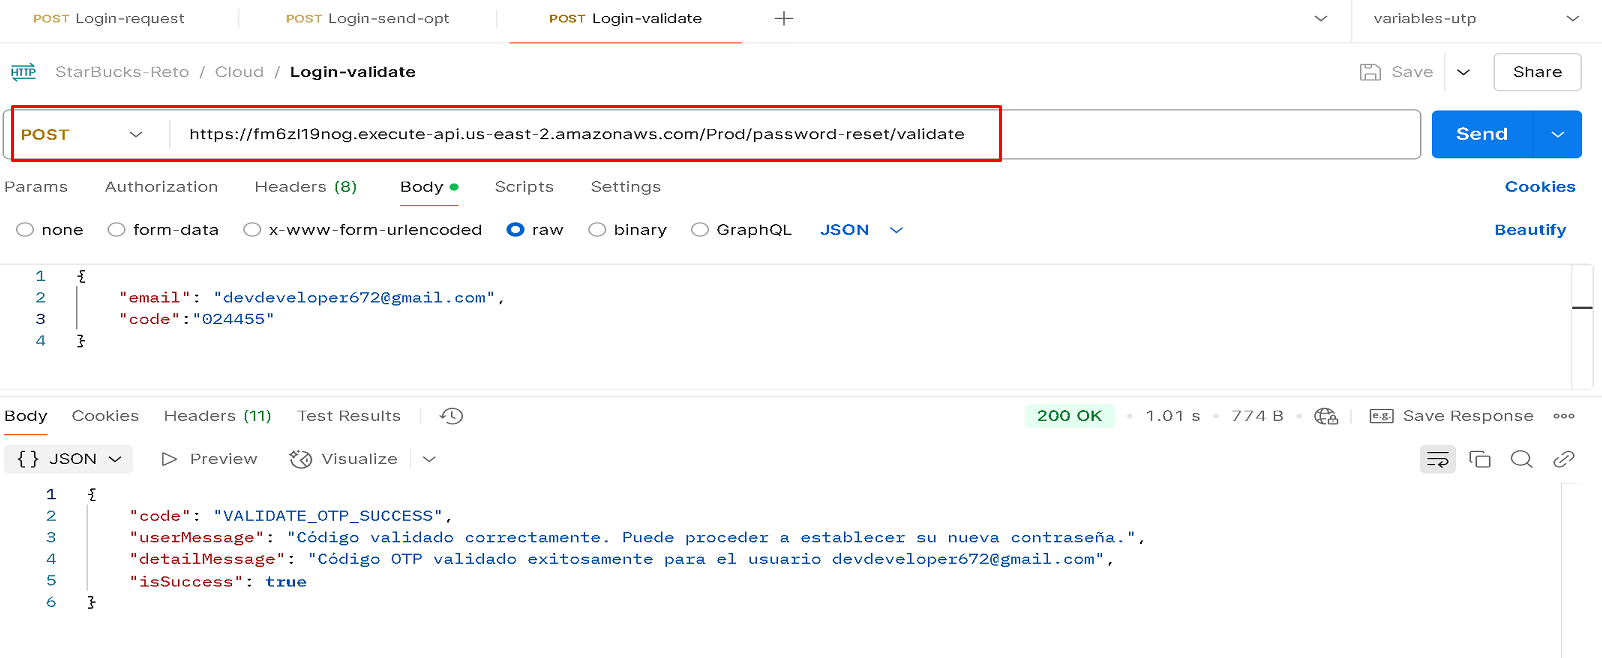 POST Login-request POST Login-send-opt POST Login-validate variables-utp
HTTP StarBucks-Reto / Cloud / Login-validate Save Share
POST https://fm6zl19nog.execute-api.us-east-2.amazonaws.com/Prod/password-reset/validate Send
Params Authorization Headers (8) Body Scripts Settings Cookies
none form-data x-www-form-urlencoded raw binary GraphQL JSON Beautify
1 {
2 "email": "devdeveloper672@gmail.com",
3 "code":"024455"
4 }
Body Cookies Headers (11) Test Results 200 OK 1.01 s 774 B e.g. Save Response
{} JSON Preview Visualize
1 {
2 "code": "VALIDATE_OTP_SUCCESS",
3 "userMessage": "Código validado correctamente. Puede proceder a establecer su nueva contraseña.",
4 "detailMessage": "Código OTP validado exitosamente para el usuario devdeveloper672@gmail.com",
5 "isSuccess": true
6 }